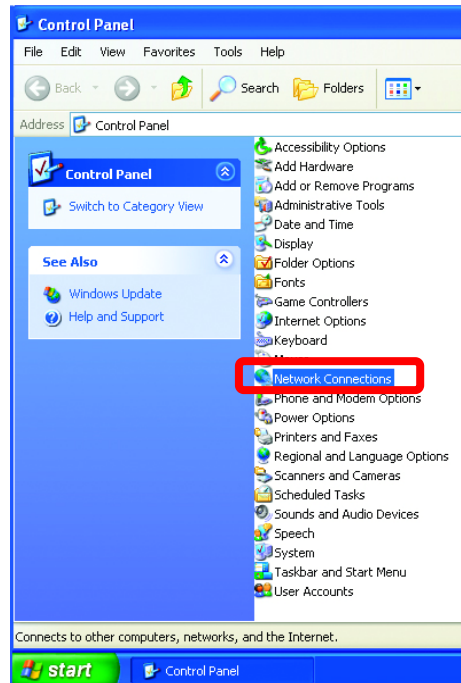 Control Panel
File Edit View Favorites Tools Help
Back Search Folders
Address Control Panel
Control Panel
Switch to Category View
See Also
Windows Update
Help and Support
Accessibility Options
Add Hardware
Add or Remove Programs
Administrative Tools
Date and Time
Display
Folder Options
Fonts
Game Controllers
Internet Options
Keyboard
Network Connections
Phone and Modem Options
Power Options
Printers and Faxes
Regional and Language Options
Scanners and Cameras
Scheduled Tasks
Sounds and Audio Devices
Speech
System
Taskbar and Start Menu
User Accounts
Connects to other computers, networks, and the Internet.
start Control Panel